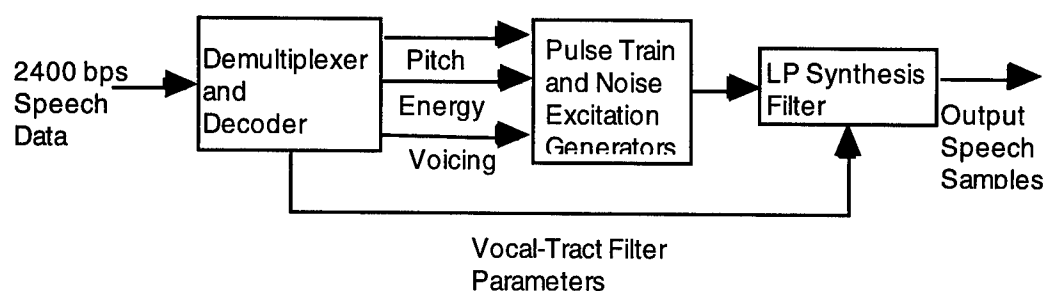 2400 bps
Speech
Data
Demultiplexer
and
Decoder
Pitch
Energy
Voicing
Pulse Train
and Noise
Excitation
Generators
LP Synthesis
Filter
Output
Speech
Samples
Vocal-Tract Filter
Parameters